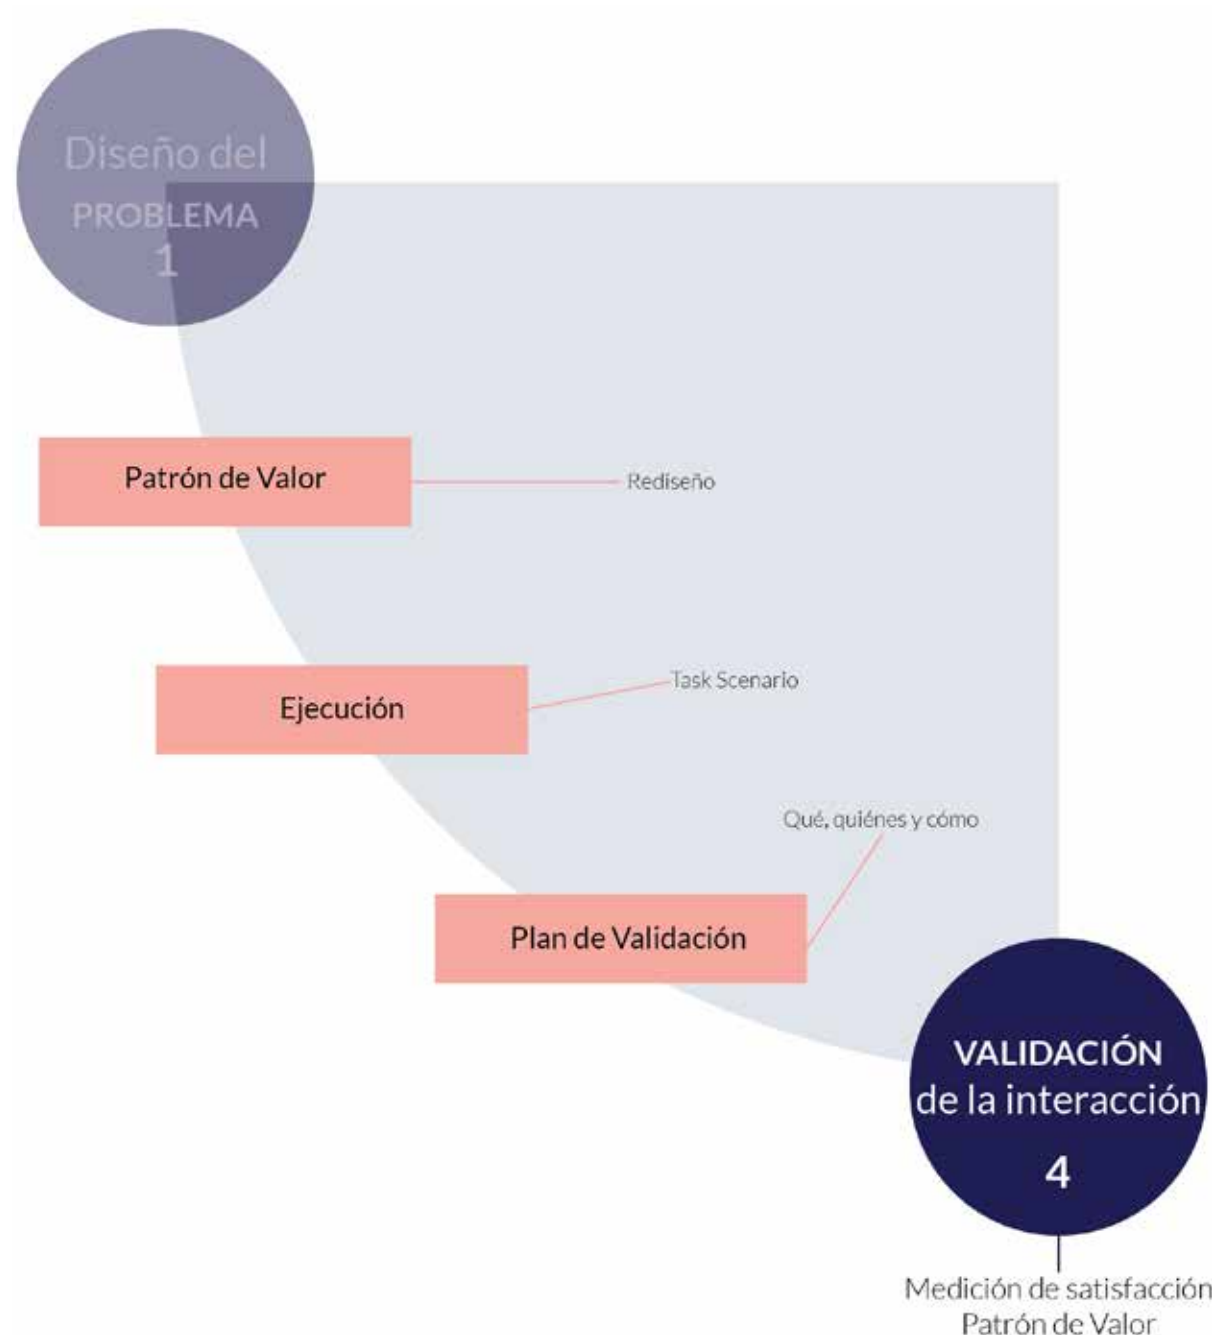 Diseño del
PROBLEMA
1
Patrón de Valor
Rediseño
Ejecución
Task Scenario
Qué, quiénes y cómo
Plan de Validación
VALIDACIÓN
de la interacción
4
Medición de satisfacción
Patrón de Valor